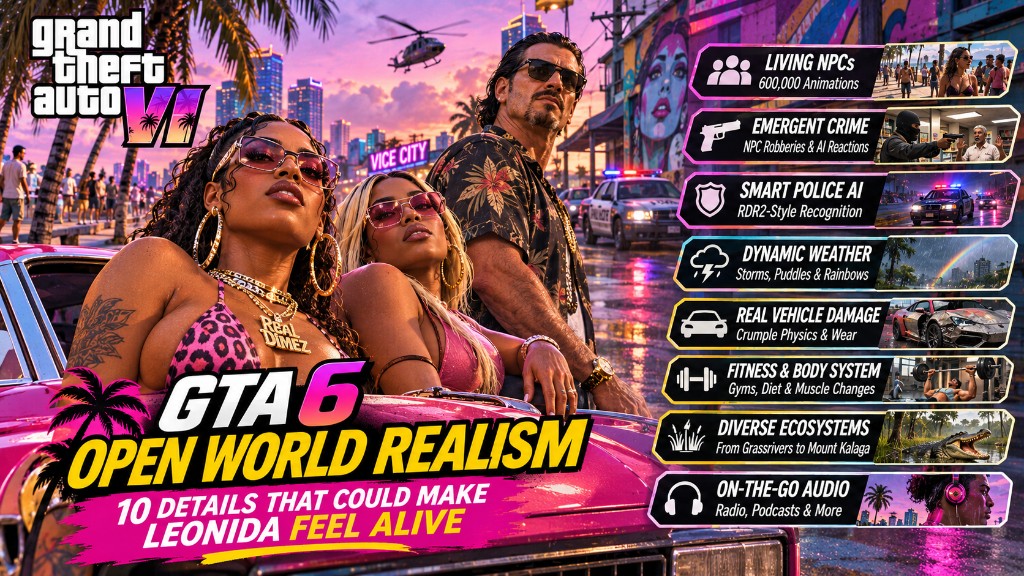 grand
theft
auto
VI
VICE CITY
REAL
DIMEZ
GTA 6
OPEN WORLD REALISM
10 DETAILS THAT COULD MAKE
LEONIDA FEEL ALIVE
LIVING NPCs
600,000 Animations
EMERGENT CRIME
NPC Robberies & AI Reactions
SMART POLICE AI
RDR2-Style Recognition
DYNAMIC WEATHER
Storms, Puddles & Rainbows
REAL VEHICLE DAMAGE
Crumple Physics & Wear
FITNESS & BODY SYSTEM
Gyms, Diet & Muscle Changes
DIVERSE ECOSYSTEMS
From Grassrivers to Mount Kalaga
ON-THE-GO AUDIO
Radio, Podcasts & More